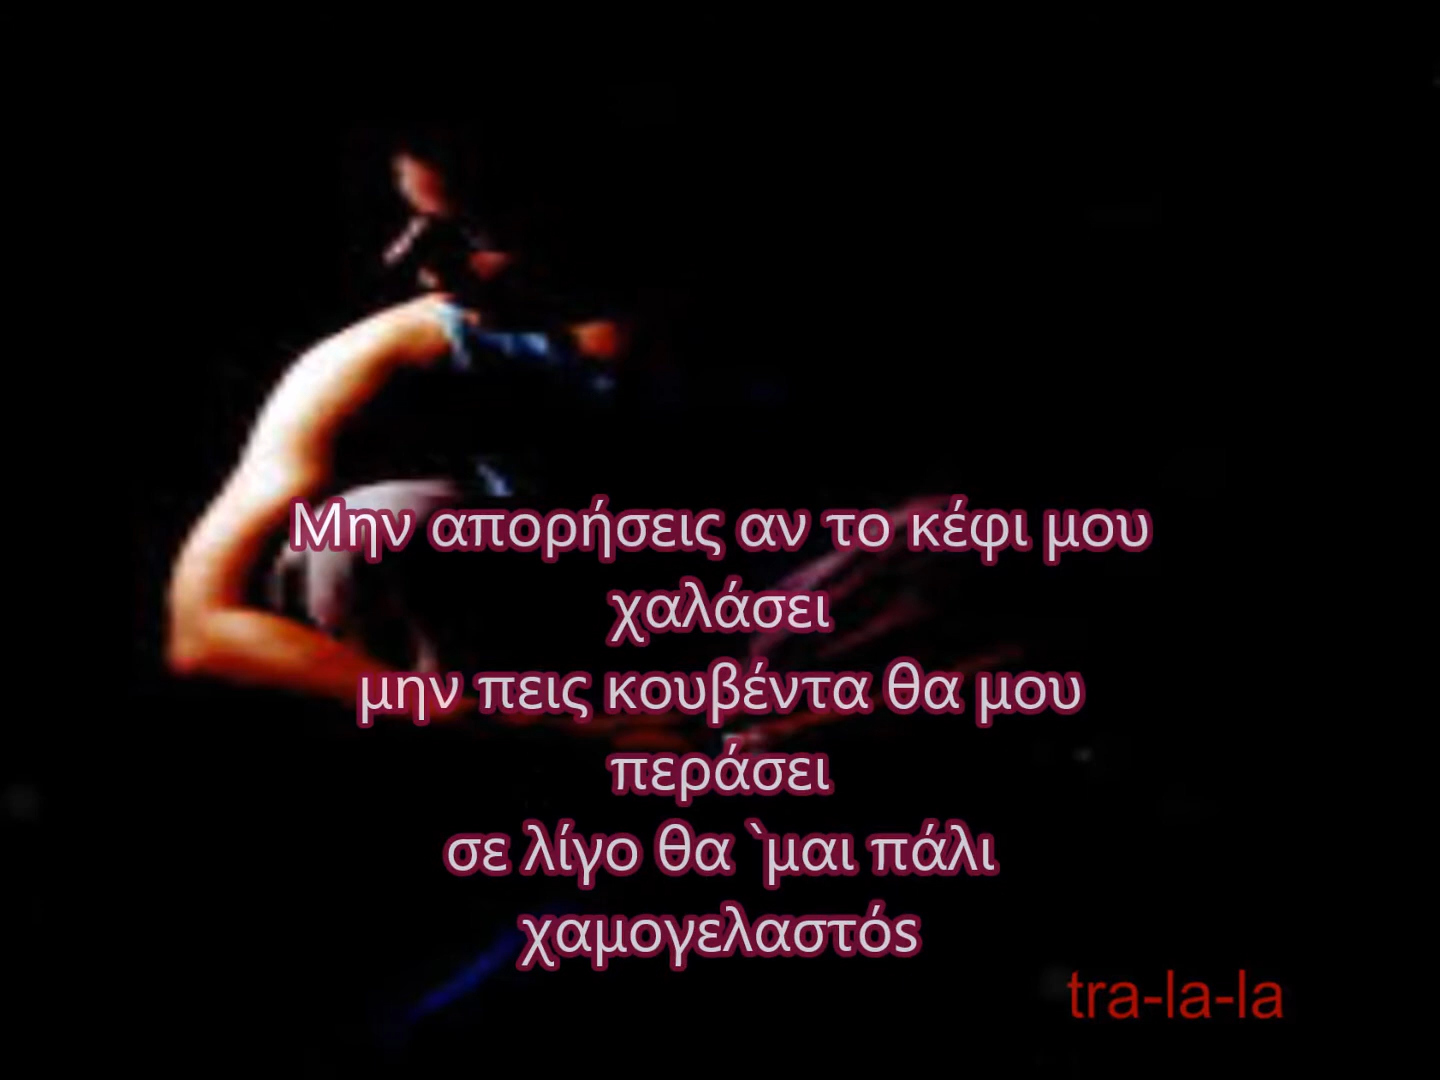 Μην απορήσεις αν το κέφι μου
χαλάσει
μην πεις κουβέντα θα μου
περάσει
σε λίγο θα `μαι πάλι
χαμογελαστόs
tra-la-la